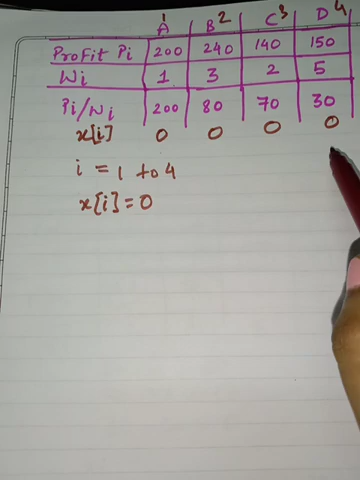 A¹ B² C³ D⁴
Profit Pi 200 240 140 150
Wi 1 3 2 5
Pi/Wi 200 80 70 30
x[i] 0 0 0 0
i = 1 to 4
x[i] = 0